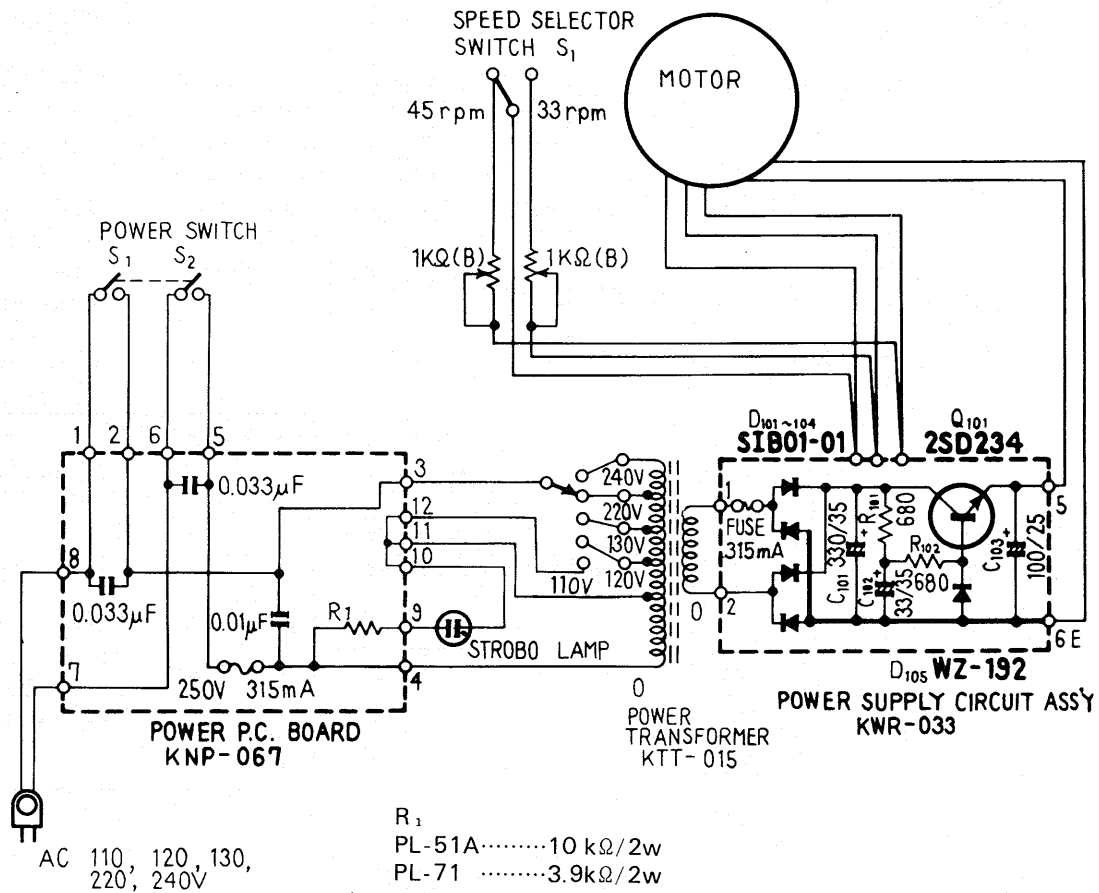 SPEED SELECTOR
SWITCH S1
MOTOR
45 rpm
33 rpm
POWER SWITCH
S1
S2
1KΩ(B)
1KΩ(B)
D101~104
SIB01-01
Q101
2SD234
1
2
6
5
0.033µF
3
12
11
10
240V
220V
130V
120V
110V
1
FUSE
315mA
330/35
C101
R101
680
R102
680
C102
33/35
C103
100/25
5
8
0.033µF
0.01µF
R1
9
STROBO LAMP
2
0
6 E
7
250V 315mA
4
0
D105 WZ-192
POWER P.C. BOARD
KNP-067
POWER
TRANSFORMER
KTT-015
POWER SUPPLY CIRCUIT ASS'Y
KWR-033
AC 110, 120, 130,
220, 240V
R1
PL-51A·········10 kΩ/2w
PL-71 ·········3.9kΩ/2w